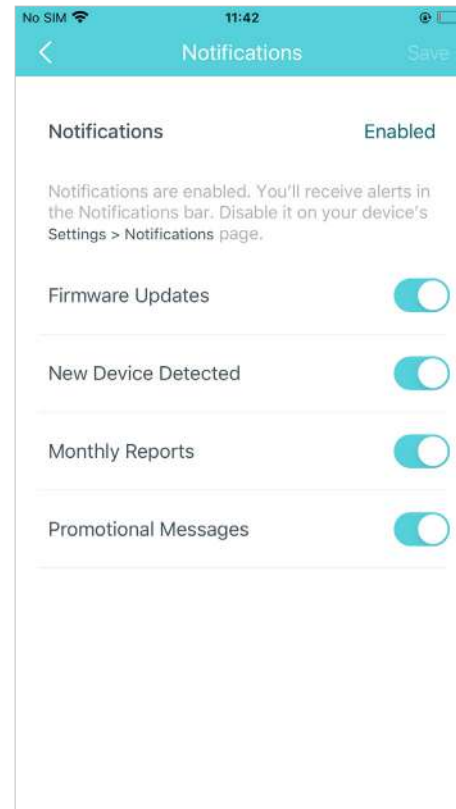 No SIM 11:42
Notifications Save
Notifications Enabled
Notifications are enabled. You'll receive alerts in
the Notifications bar. Disable it on your device's
Settings > Notifications page.
Firmware Updates
New Device Detected
Monthly Reports
Promotional Messages